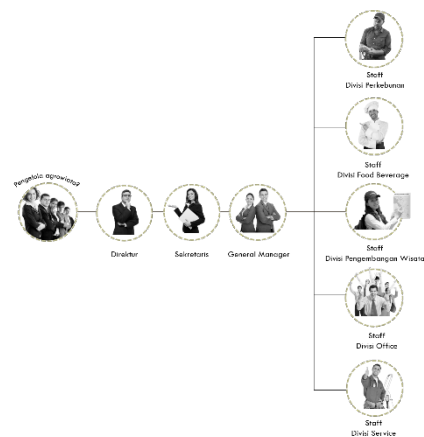 Pengelola agrowisata?
Direktur
Sekretaris
General Manager
Staff
Divisi Perkebunan
Staff
Divisi Food Beverage
Staff
Divisi Pengembangan Wisata
Staff
Divisi Office
Staff
Divisi Service